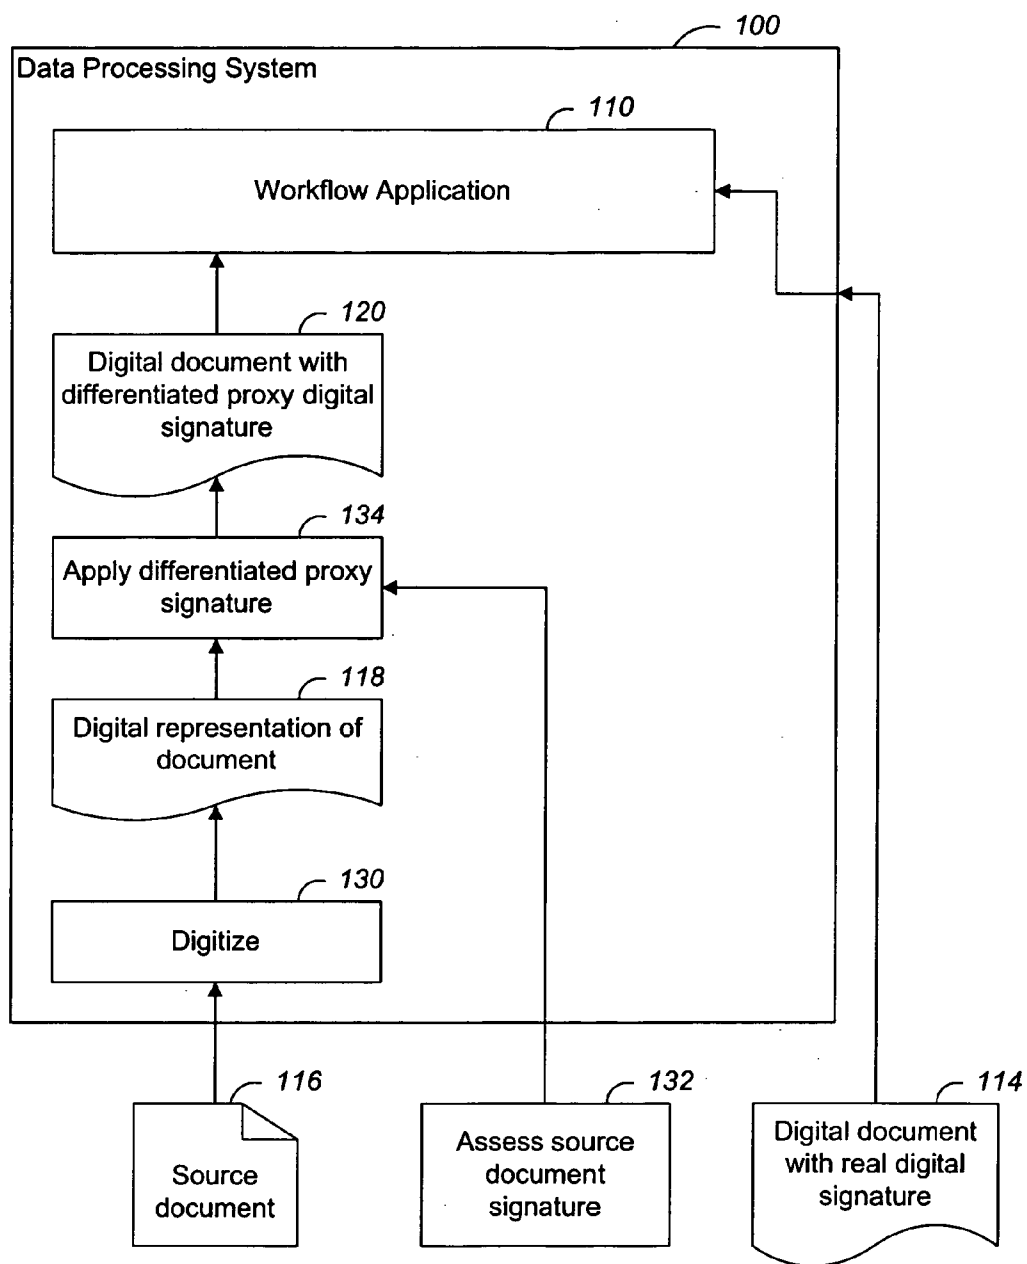 100
Data Processing System
110
Workflow Application
120
Digital document with
differentiated proxy digital
signature
134
Apply differentiated proxy
signature
118
Digital representation of
document
130
Digitize
116
Source
document
132
Assess source
document
signature
114
Digital document
with real digital
signature